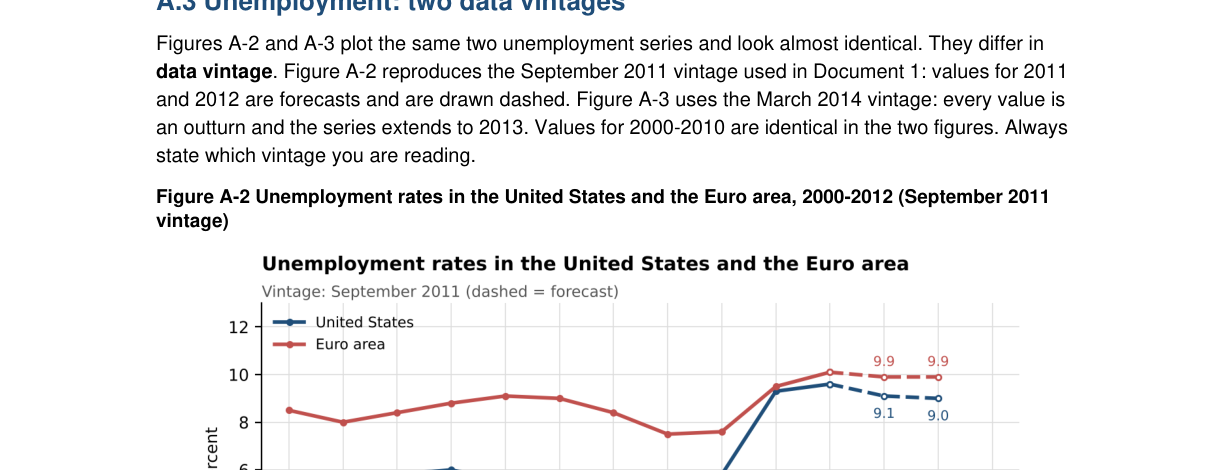 A.3 Unemployment: two data vintages
Figures A-2 and A-3 plot the same two unemployment series and look almost identical. They differ in
data vintage. Figure A-2 reproduces the September 2011 vintage used in Document 1: values for 2011
and 2012 are forecasts and are drawn dashed. Figure A-3 uses the March 2014 vintage: every value is
an outturn and the series extends to 2013. Values for 2000-2010 are identical in the two figures. Always
state which vintage you are reading.
Figure A-2 Unemployment rates in the United States and the Euro area, 2000-2012 (September 2011
vintage)
Unemployment rates in the United States and the Euro area
Vintage: September 2011 (dashed = forecast)
United States
Euro area
12
10
8
6
9.9 9.9
9.1 9.0